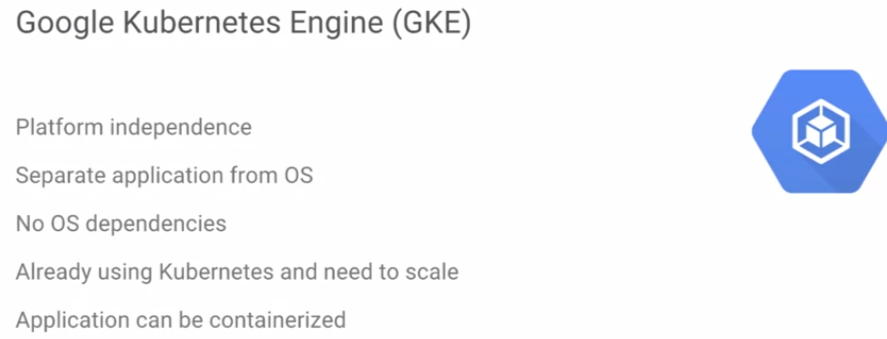 Google Kubernetes Engine (GKE)
Platform independence
Separate application from OS
No OS dependencies
Already using Kubernetes and need to scale
Application can be containerized